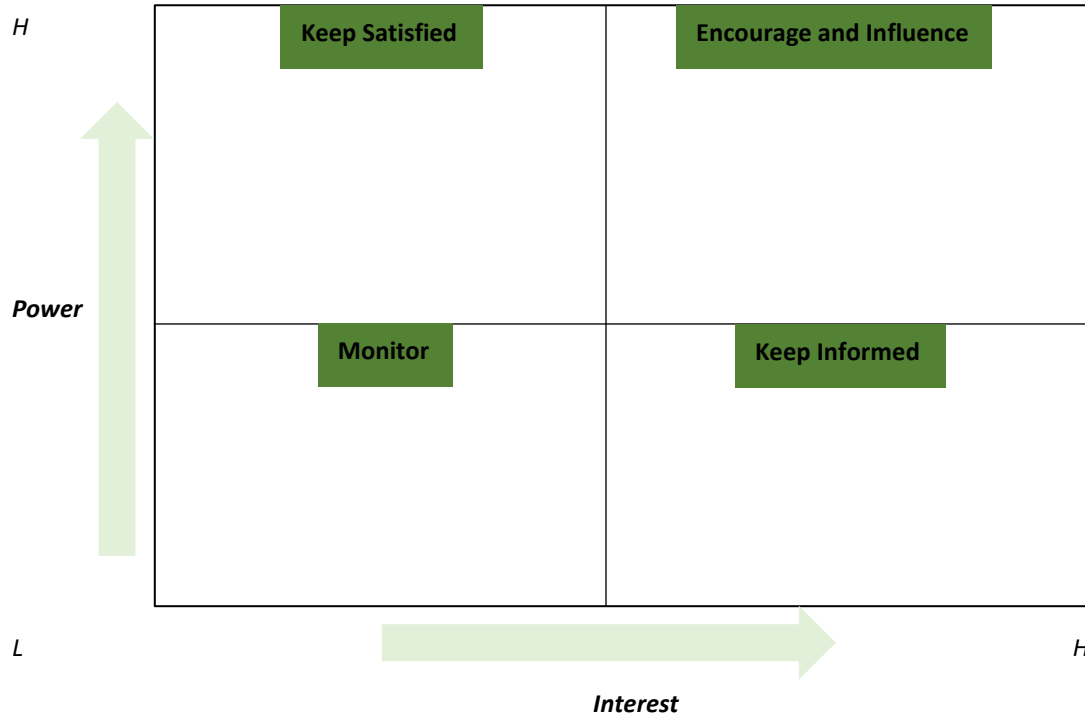 H
Keep Satisfied
Encourage and Influence
Power
Monitor
Keep Informed
L
H
Interest